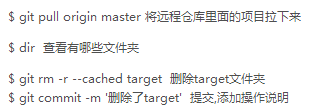 $ git pull origin master 将远程仓库里面的项目拉下来
$ dir  查看有哪些文件夹
$ git rm -r --cached target  删除target文件夹
$ git commit -m '删除了target'  提交,添加操作说明